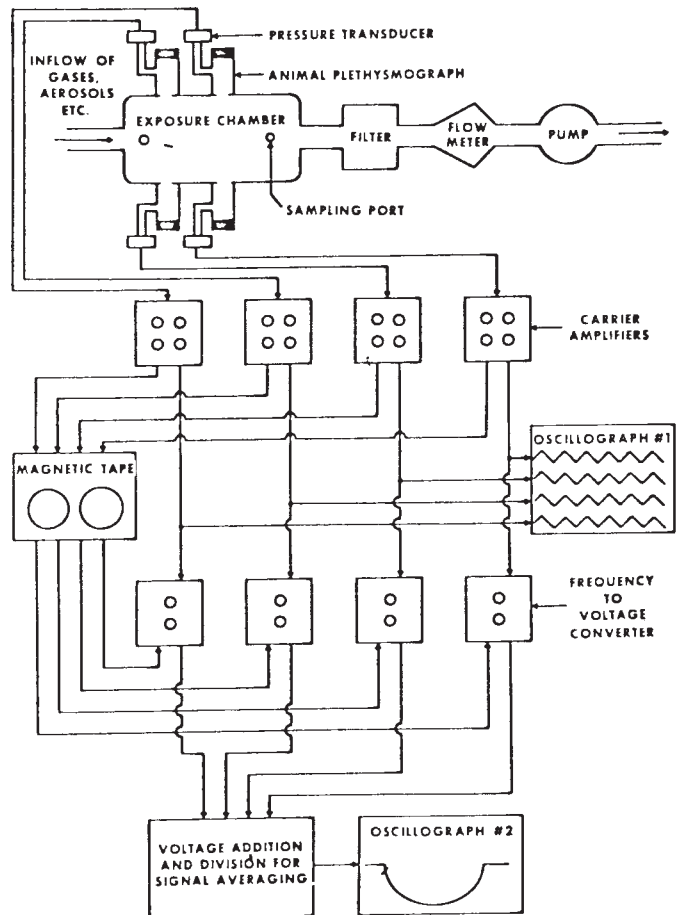 PRESSURE TRANSDUCER
INFLOW OF
GASES,
AEROSOLS
ETC.
ANIMAL PLETHYSMOGRAPH
EXPOSURE CHAMBER
FILTER
FLOW
METER
PUMP
SAMPLING PORT
CARRIER
AMPLIFIERS
OSCILLOGRAPH #1
MAGNETIC TAPE
FREQUENCY
TO
VOLTAGE
CONVERTER
VOLTAGE ADDITION
AND DIVISION FOR
SIGNAL AVERAGING
OSCILLOGRAPH #2